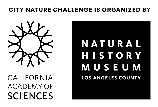 CITY NATURE CHALLENGE IS ORGANIZED BY
CALIFORNIA
ACADEMY OF
SCIENCES
NATURAL
HISTORY
MUSEUM
LOS ANGELES COUNTY